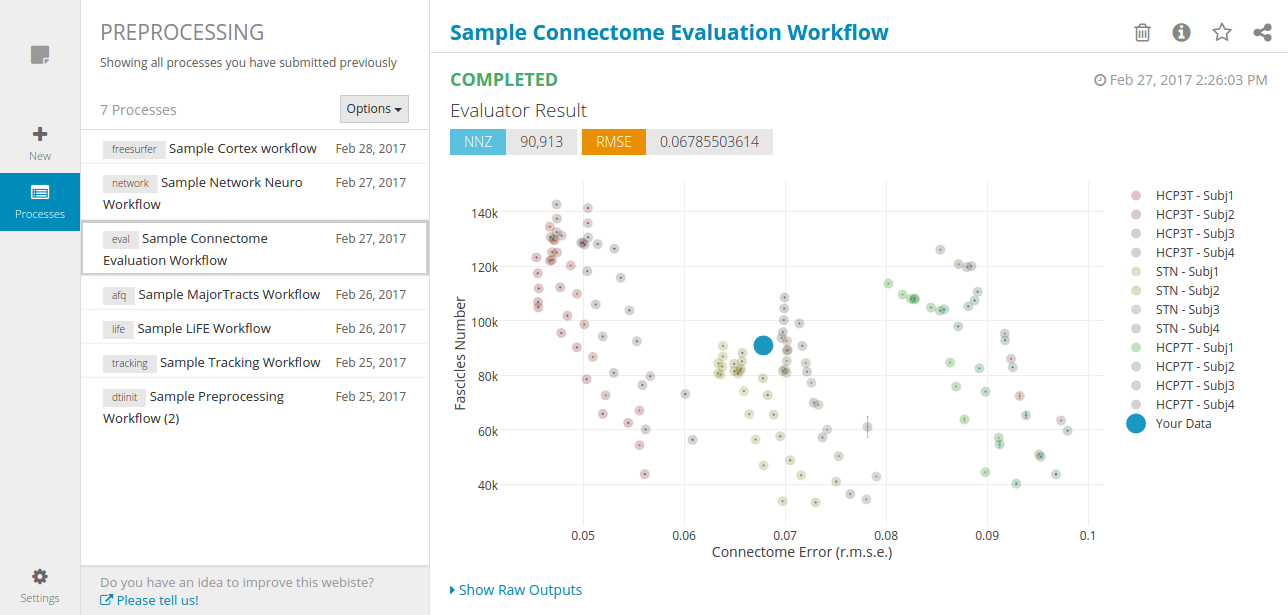 New
Processes
Settings
PREPROCESSING
Showing all processes you have submitted previously
7 Processes
Options
freesurfer Sample Cortex workflow Feb 28, 2017
network Sample Network Neuro Feb 27, 2017
Workflow
eval Sample Connectome Feb 27, 2017
Evaluation Workflow
afq Sample MajorTracts Workflow Feb 26, 2017
life Sample LiFE Workflow Feb 26, 2017
tracking Sample Tracking Workflow Feb 25, 2017
dtiinit Sample Preprocessing Feb 25, 2017
Workflow (2)
Do you have an idea to improve this webiste?
Please tell us!
Sample Connectome Evaluation Workflow
COMPLETED
Feb 27, 2017 2:26:03 PM
Evaluator Result
NNZ 90,913 RMSE 0.06785503614
Fascicles Number
140k
120k
100k
80k
60k
40k
0.05 0.06 0.07 0.08 0.09 0.1
Connectome Error (r.m.s.e.)
HCP3T - Subj1
HCP3T - Subj2
HCP3T - Subj3
HCP3T - Subj4
STN - Subj1
STN - Subj2
STN - Subj3
STN - Subj4
HCP7T - Subj1
HCP7T - Subj2
HCP7T - Subj3
HCP7T - Subj4
Your Data
Show Raw Outputs